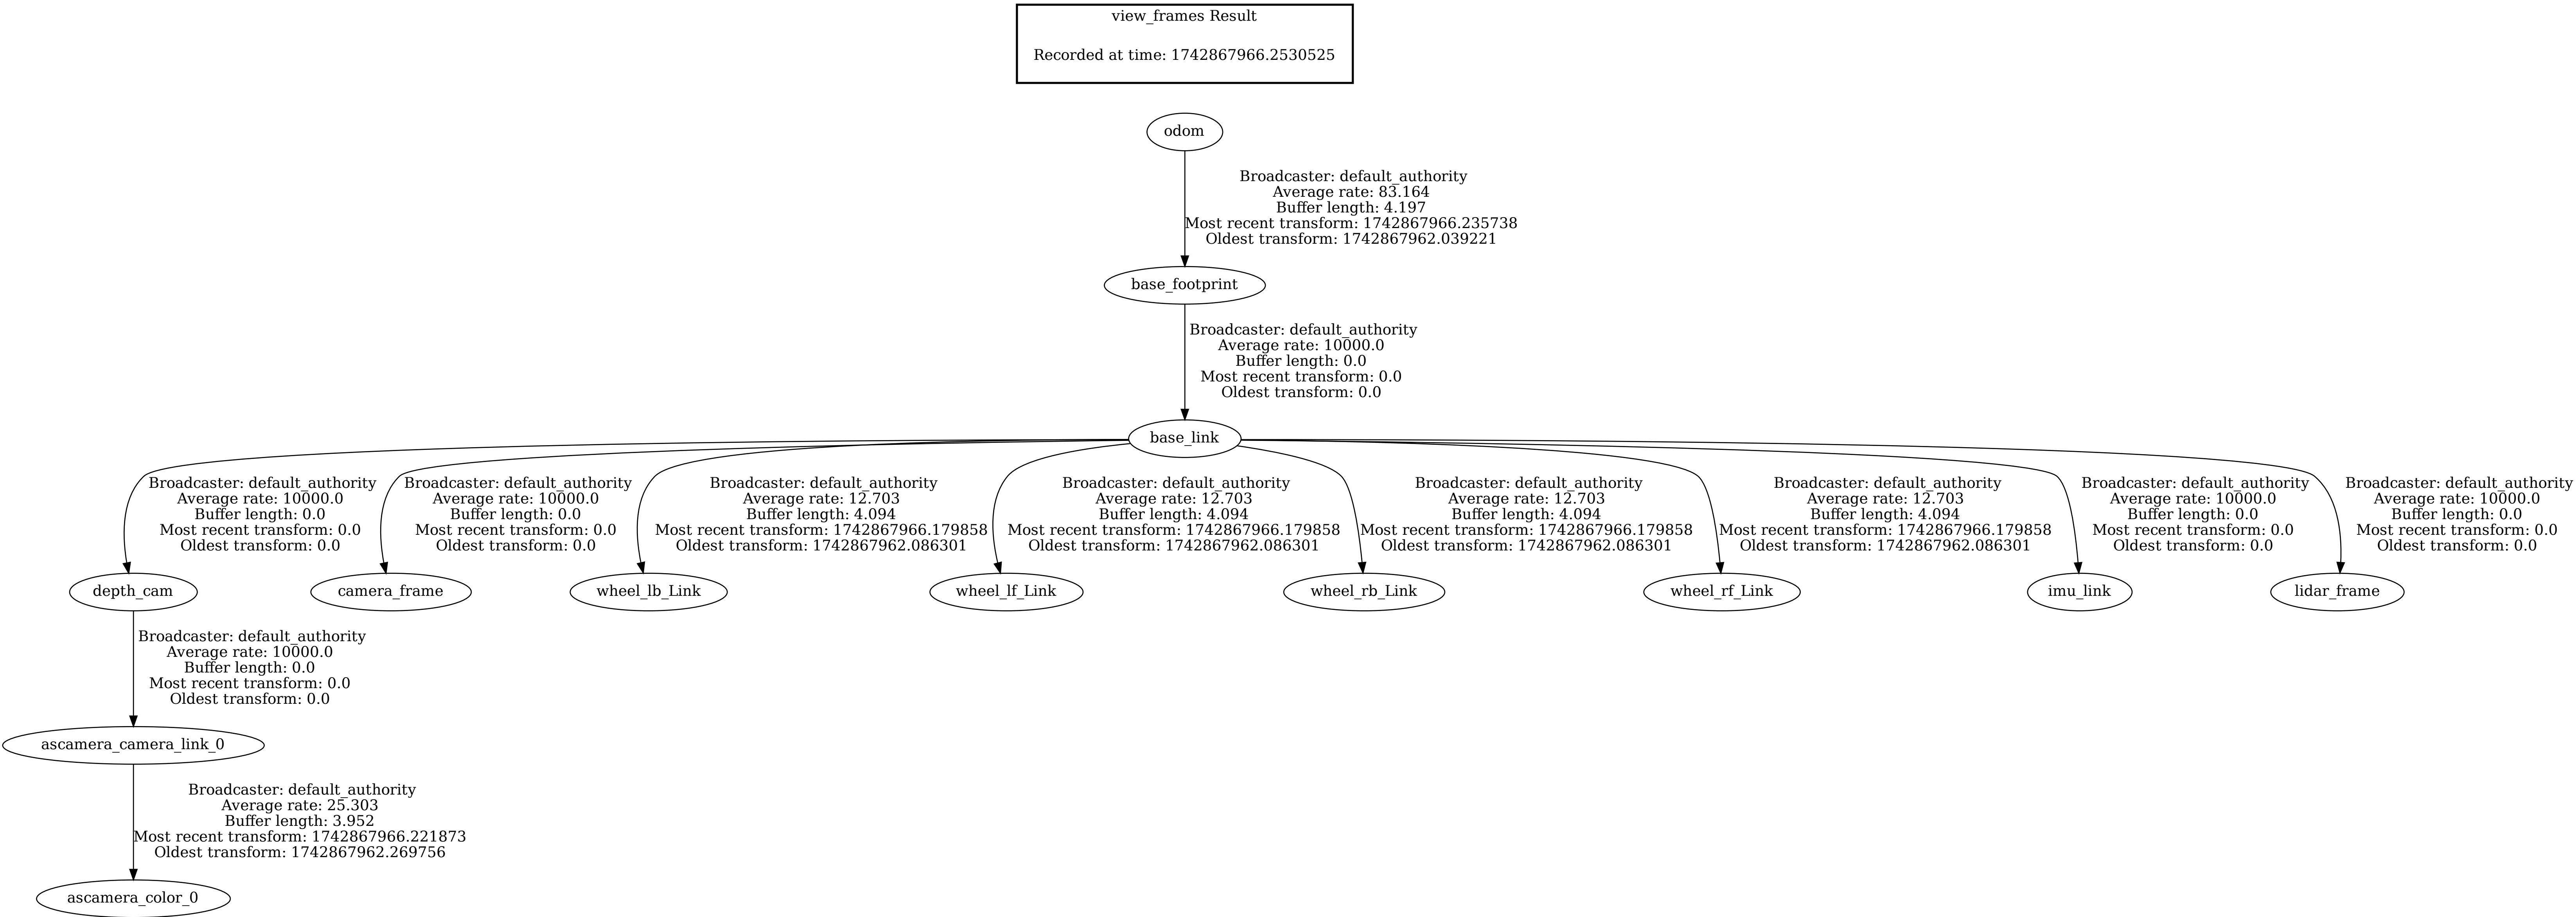 view_frames Result
Recorded at time: 1742867966.2530525
odom
Broadcaster: default_authority
Average rate: 83.164
Buffer length: 4.197
Most recent transform: 1742867966.235738
Oldest transform: 1742867962.039221
base_footprint
Broadcaster: default_authority
Average rate: 10000.0
Buffer length: 0.0
Most recent transform: 0.0
Oldest transform: 0.0
base_link
Broadcaster: default_authority
Average rate: 10000.0
Buffer length: 0.0
Most recent transform: 0.0
Oldest transform: 0.0
Broadcaster: default_authority
Average rate: 10000.0
Buffer length: 0.0
Most recent transform: 0.0
Oldest transform: 0.0
Broadcaster: default_authority
Average rate: 12.703
Buffer length: 4.094
Most recent transform: 1742867966.179858
Oldest transform: 1742867962.086301
Broadcaster: default_authority
Average rate: 12.703
Buffer length: 4.094
Most recent transform: 1742867966.179858
Oldest transform: 1742867962.086301
Broadcaster: default_authority
Average rate: 12.703
Buffer length: 4.094
Most recent transform: 1742867966.179858
Oldest transform: 1742867962.086301
Broadcaster: default_authority
Average rate: 12.703
Buffer length: 4.094
Most recent transform: 1742867966.179858
Oldest transform: 1742867962.086301
Broadcaster: default_authority
Average rate: 10000.0
Buffer length: 0.0
Most recent transform: 0.0
Oldest transform: 0.0
Broadcaster: default_authority
Average rate: 10000.0
Buffer length: 0.0
Most recent transform: 0.0
Oldest transform: 0.0
depth_cam
camera_frame
wheel_lb_Link
wheel_lf_Link
wheel_rb_Link
wheel_rf_Link
imu_link
lidar_frame
Broadcaster: default_authority
Average rate: 10000.0
Buffer length: 0.0
Most recent transform: 0.0
Oldest transform: 0.0
ascamera_camera_link_0
Broadcaster: default_authority
Average rate: 25.303
Buffer length: 3.952
Most recent transform: 1742867966.221873
Oldest transform: 1742867962.269756
ascamera_color_0